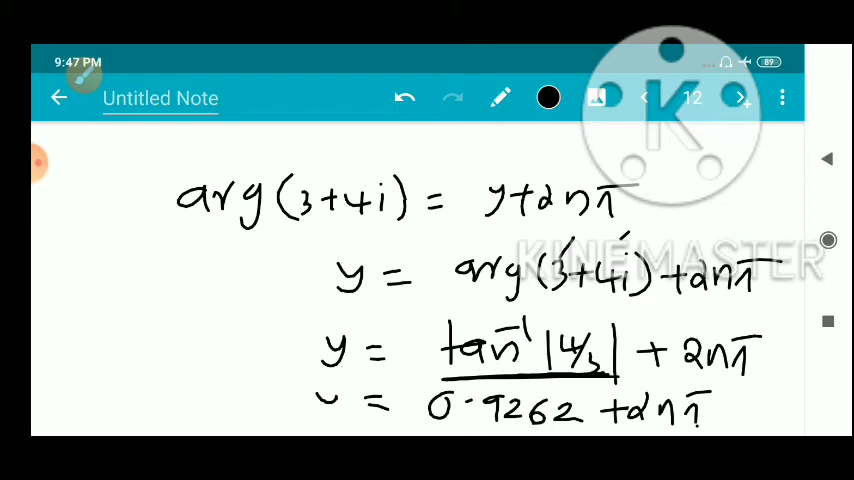 9:47 PM
89
Untitled Note
12
K
arg(3+4i) = y+2nπ
KINEMASTER
y = arg(3+4i)+2nπ
y = tan⁻¹|4/3| + 2nπ
= 0.9262 +2nπ